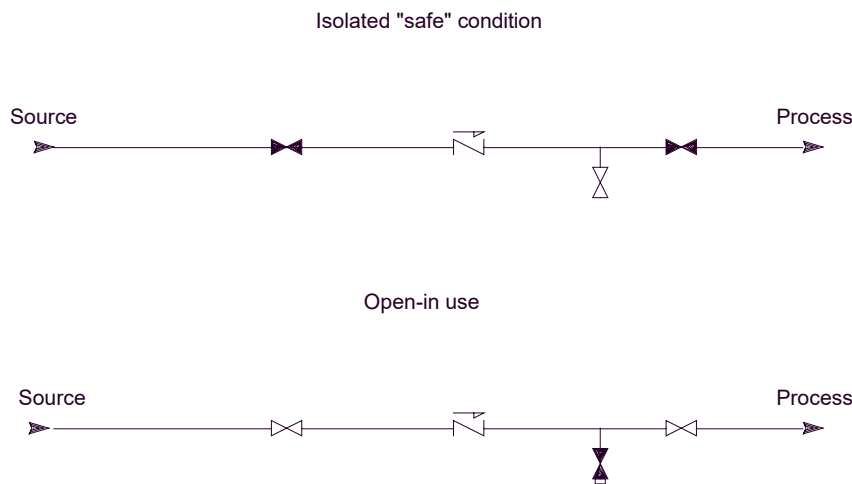 Isolated "safe" condition
Source
Process
Open-in use
Source
Process